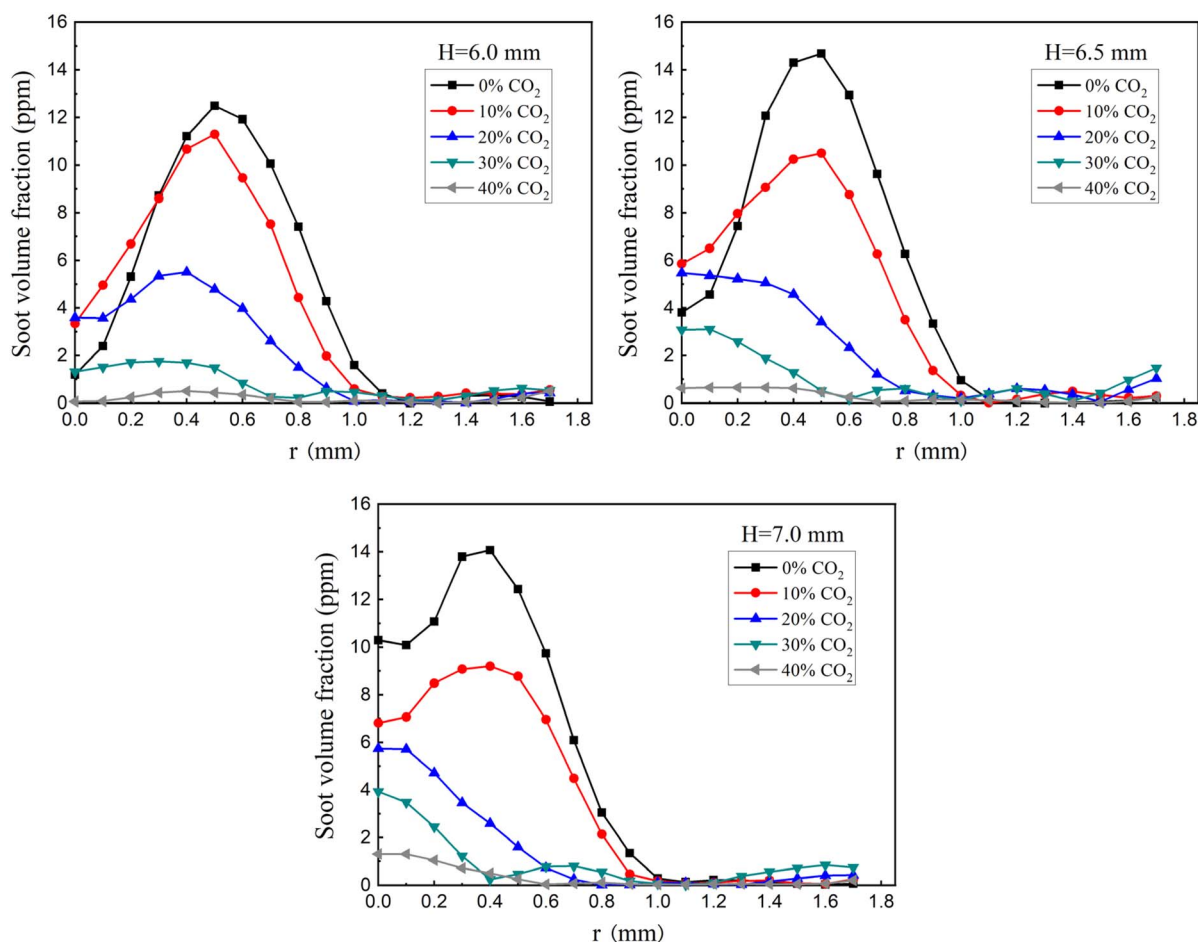 Soot volume fraction (ppm)
16
14
12
10
8
6
4
2
0
H=6.0 mm
0% CO₂
10% CO₂
20% CO₂
30% CO₂
40% CO₂
0.0 0.2 0.4 0.6 0.8 1.0 1.2 1.4 1.6 1.8
r (mm)
Soot volume fraction (ppm)
16
14
12
10
8
6
4
2
0
H=6.5 mm
0% CO₂
10% CO₂
20% CO₂
30% CO₂
40% CO₂
0.0 0.2 0.4 0.6 0.8 1.0 1.2 1.4 1.6 1.8
r (mm)
Soot volume fraction (ppm)
16
14
12
10
8
6
4
2
0
H=7.0 mm
0% CO₂
10% CO₂
20% CO₂
30% CO₂
40% CO₂
0.0 0.2 0.4 0.6 0.8 1.0 1.2 1.4 1.6 1.8
r (mm)